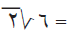 = ٦√٢